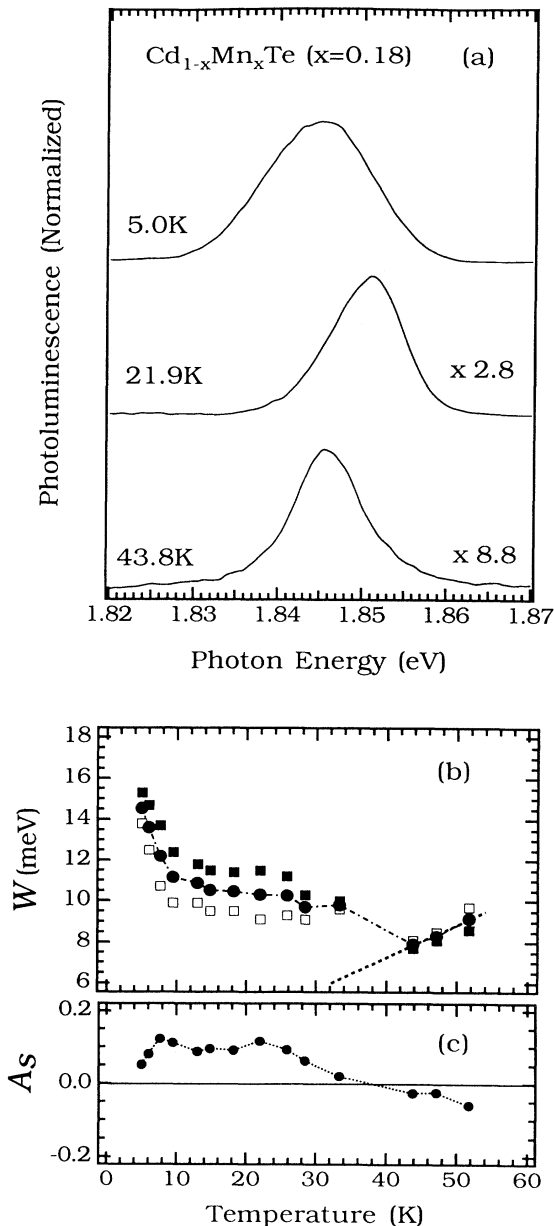 Cd₁₋ₓMnₓTe (x=0.18) (a)
Photoluminescence (Normalized)
5.0K
21.9K x 2.8
43.8K x 8.8
1.82 1.83 1.84 1.85 1.86 1.87
Photon Energy (eV)
18
16
14
12
10
8
6
W (meV)
(b)
0.2
0.0
-0.2
As
(c)
0 10 20 30 40 50 60
Temperature (K)